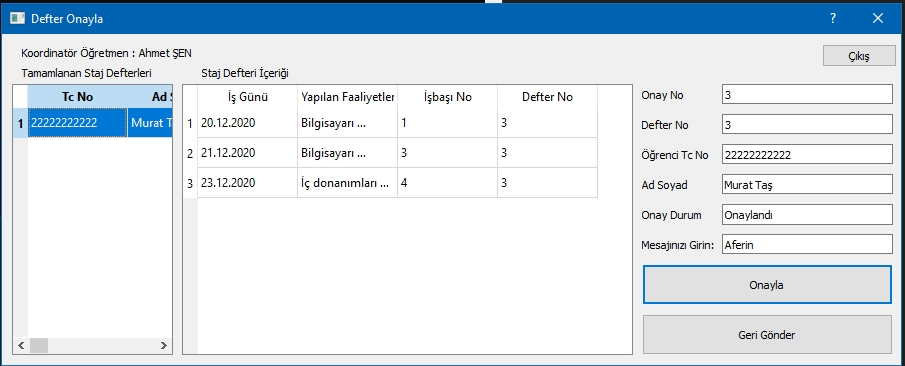 Defter Onayla
Koordinatör Öğretmen : Ahmet ŞEN
Çıkış
Tamamlanan Staj Defterleri
Staj Defteri İçeriği
Tc No Ad S
1 22222222222 Murat T
İş Günü Yapılan Faaliyetler İşbaşı No Defter No
1 20.12.2020 Bilgisayarı ... 1 3
2 21.12.2020 Bilgisayarı ... 3 3
3 23.12.2020 İç donanımları ... 4 3
Onay No 3
Defter No 3
Öğrenci Tc No 22222222222
Ad Soyad Murat Taş
Onay Durum Onaylandı
Mesajınızı Girin: Aferin
Onayla
Geri Gönder